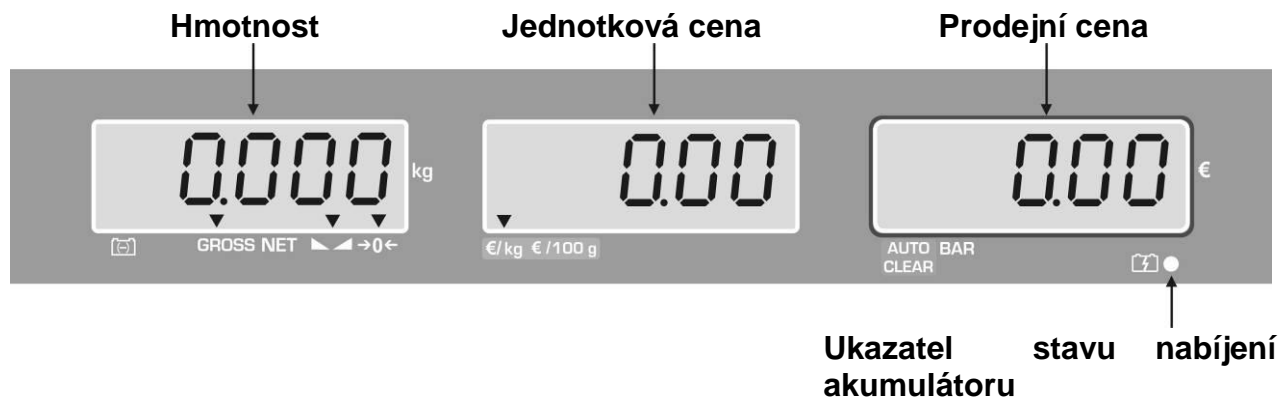 Hmotnost Jednotková cena Prodejní cena
0.000 kg 0.00 0.00 €
GROSS NET →0← €/kg €/100 g AUTO BAR
CLEAR
Ukazatel stavu nabíjení
akumulátoru